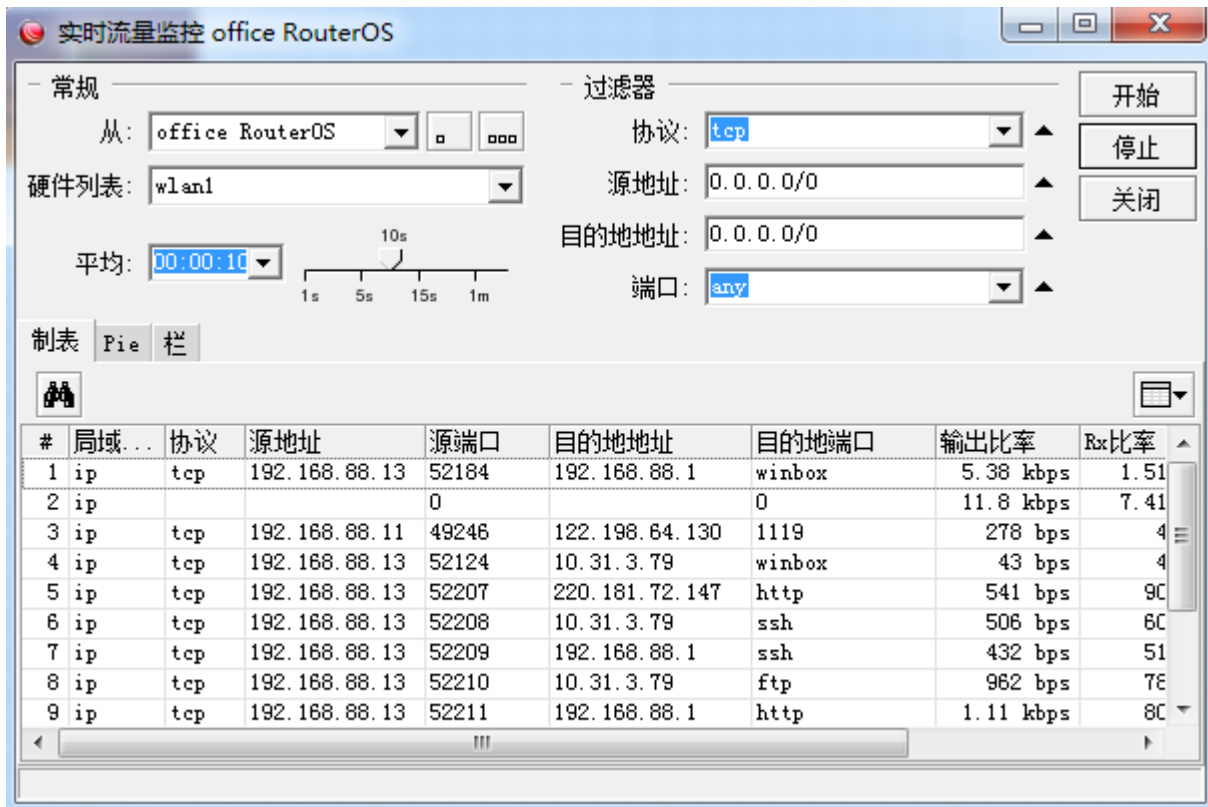 实时流量监控 office RouterOS
常规
从: office RouterOS
硬件列表: wlan1
平均: 00:00:10
10s
1s 5s 15s 1m
过滤器
协议: tcp
源地址: 0.0.0.0/0
目的地地址: 0.0.0.0/0
端口: any
开始
停止
关闭
制表 Pie 栏
# 局域... 协议 源地址 源端口 目的地地址 目的地端口 输出比率 Rx比率
1 ip tcp 192.168.88.13 52184 192.168.88.1 winbox 5.38 kbps 1.51
2 ip 0 0 11.8 kbps 7.41
3 ip tcp 192.168.88.11 49246 122.198.64.130 1119 278 bps 4
4 ip tcp 192.168.88.13 52124 10.31.3.79 winbox 43 bps 4
5 ip tcp 192.168.88.13 52207 220.181.72.147 http 541 bps 90
6 ip tcp 192.168.88.13 52208 10.31.3.79 ssh 506 bps 60
7 ip tcp 192.168.88.13 52209 192.168.88.1 ssh 432 bps 51
8 ip tcp 192.168.88.13 52210 10.31.3.79 ftp 962 bps 78
9 ip tcp 192.168.88.13 52211 192.168.88.1 http 1.11 kbps 80